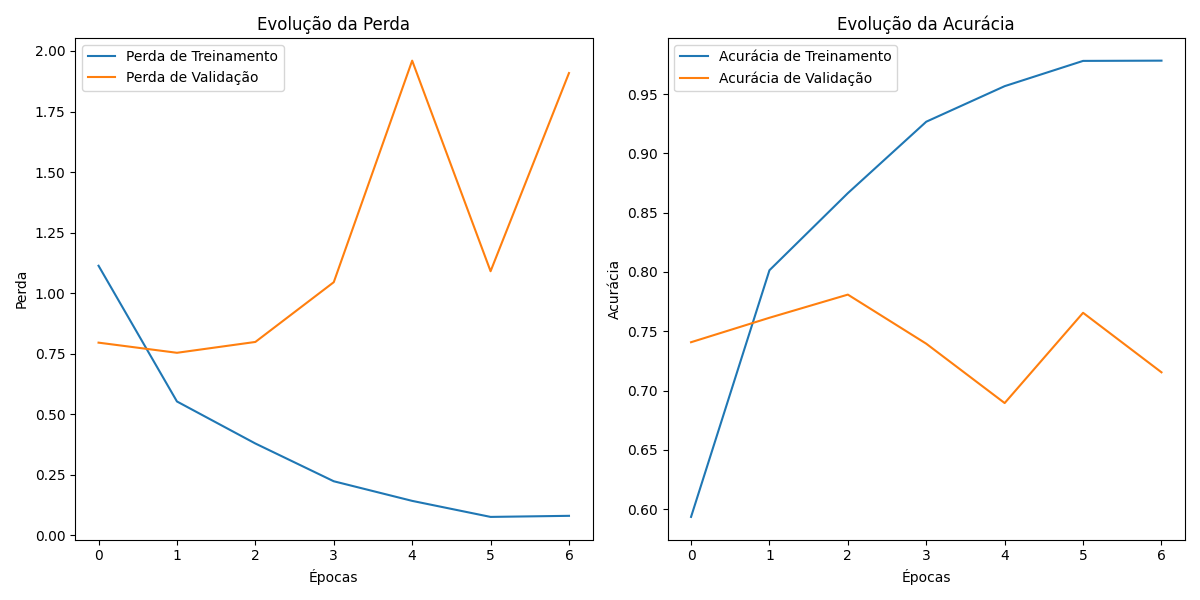 Evolução da Perda
Perda de Treinamento
Perda de Validação
2.00
1.75
1.50
1.25
1.00
0.75
0.50
0.25
0.00
Perda
0 1 2 3 4 5 6
Épocas
Evolução da Acurácia
Acurácia de Treinamento
Acurácia de Validação
0.95
0.90
0.85
0.80
0.75
0.70
0.65
0.60
Acurácia
0 1 2 3 4 5 6
Épocas